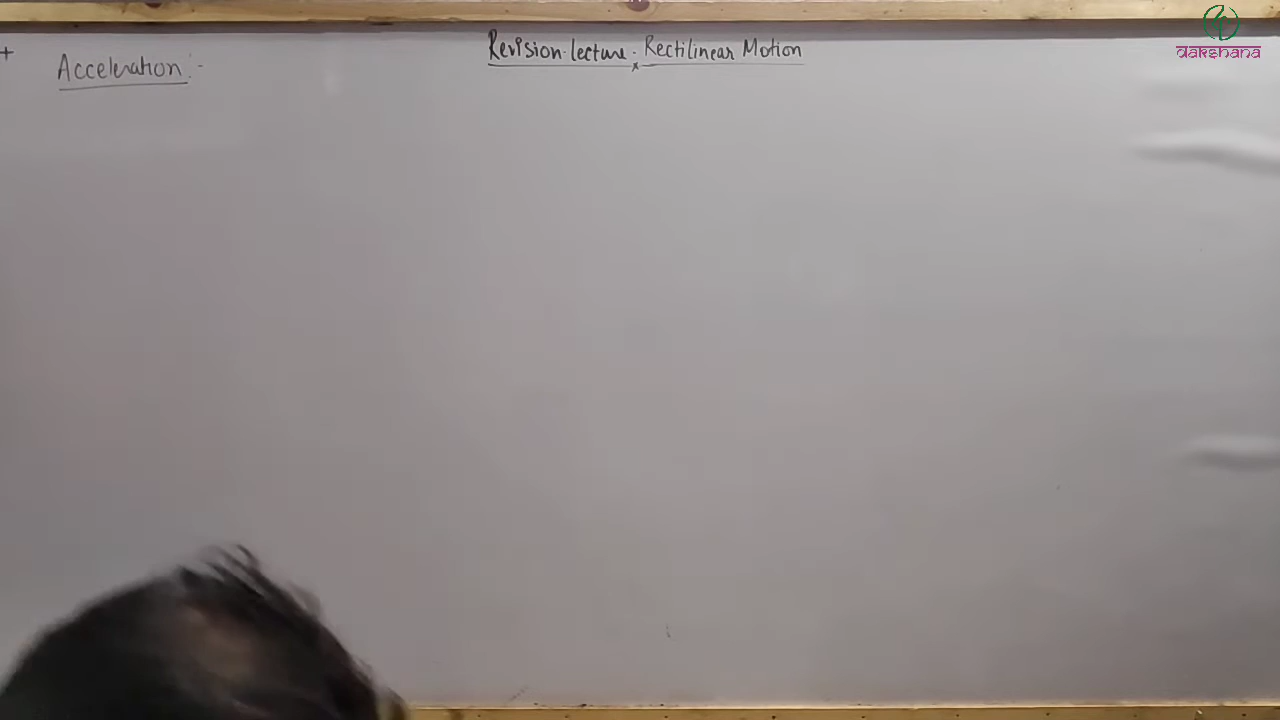 Revision lecture - Rectilinear Motion
Acceleration :-
dakshana